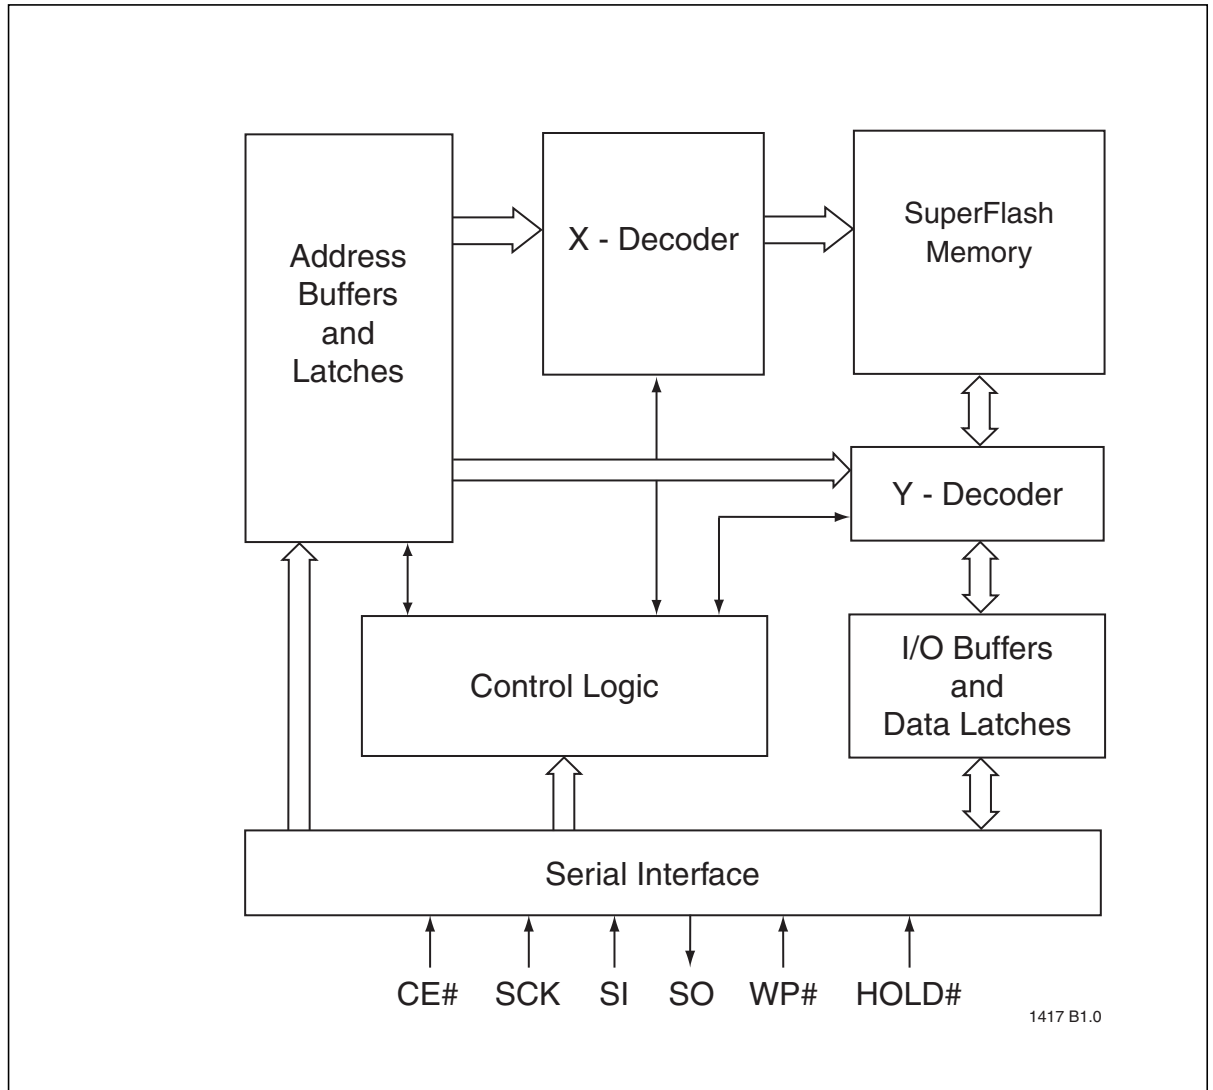 Address
Buffers
and
Latches
X - Decoder
SuperFlash
Memory
Y - Decoder
Control Logic
I/O Buffers
and
Data Latches
Serial Interface
CE# SCK SI SO WP# HOLD#
1417 B1.0